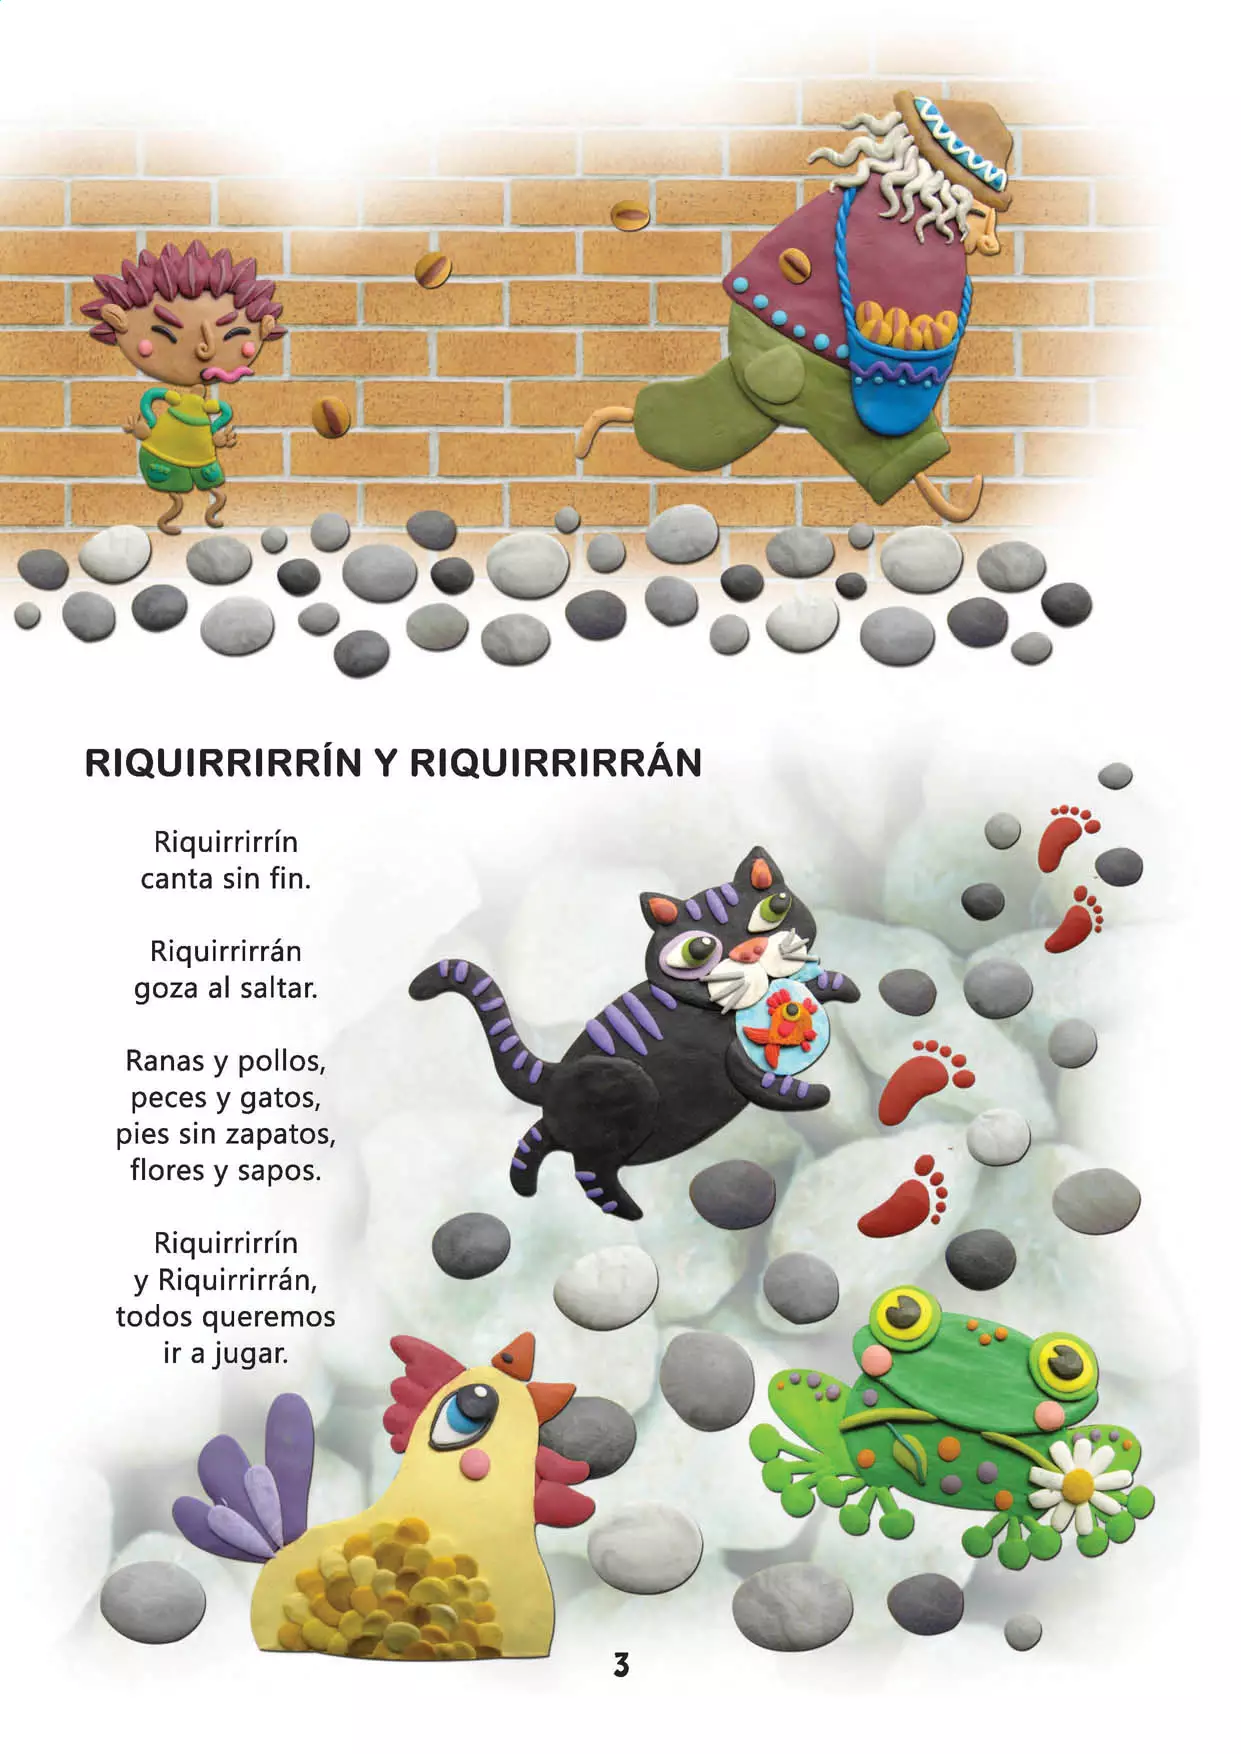 RIQUIRRIRRÍN Y RIQUIRRIRRÁN
Riquirrirrín
canta sin fin.
Riquirrirrán
goza al saltar.
Ranas y pollos,
peces y gatos,
pies sin zapatos,
flores y sapos.
Riquirrirrín
y Riquirrirrán,
todos queremos
ir a jugar.
3